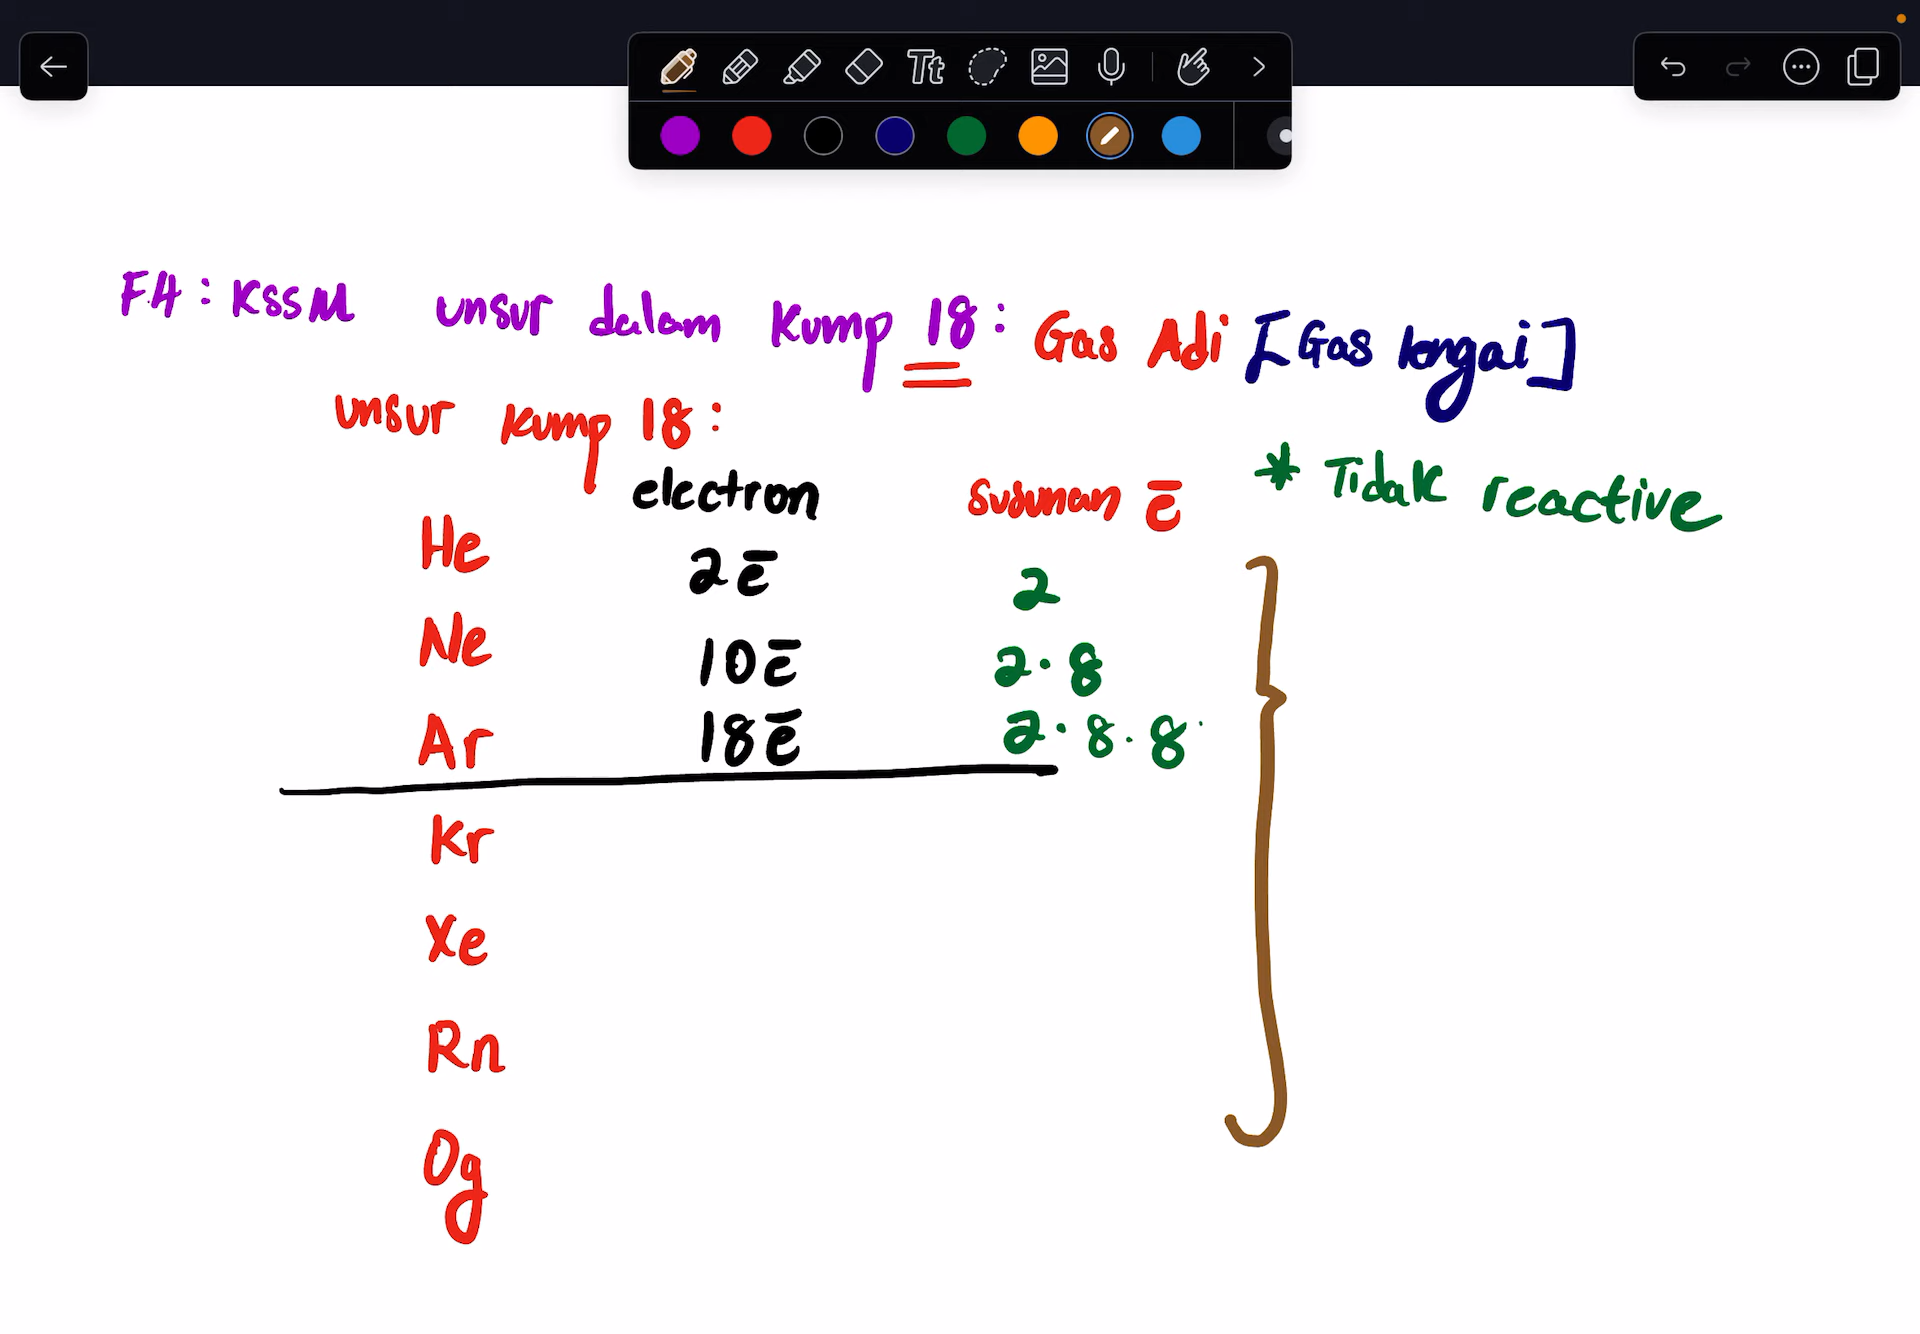 Tt
F4 : KSSM unsur dalam Kump 18 : Gas Adi [Gas lengai]
unsur kump 18 :
* Tidak reactive
electron susunan ē
He 2ē 2
Ne 10ē 2.8
Ar 18ē 2.8.8
Kr
Xe
Rn
Og